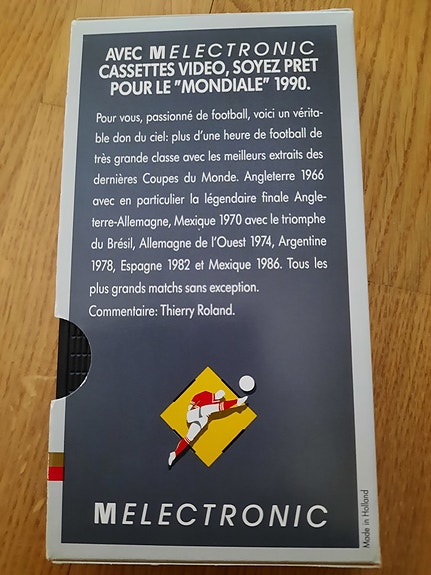 AVEC MELECTRONIC
CASSETTES VIDEO, SOYEZ PRET
POUR LE "MONDIALE" 1990.
Pour vous, passionné de football, voici un vérita-
ble don du ciel: plus d'une heure de football de
très grande classe avec les meilleurs extraits des
dernières Coupes du Monde. Angleterre 1966
avec en particulier la légendaire finale Angle-
terre-Allemagne, Mexique 1970 avec le triomphe
du Brésil, Allemagne de l'Ouest 1974, Argentine
1978, Espagne 1982 et Mexique 1986. Tous les
plus grands matchs sans exception.
Commentaire: Thierry Roland.
MELECTRONIC
Made in Holland